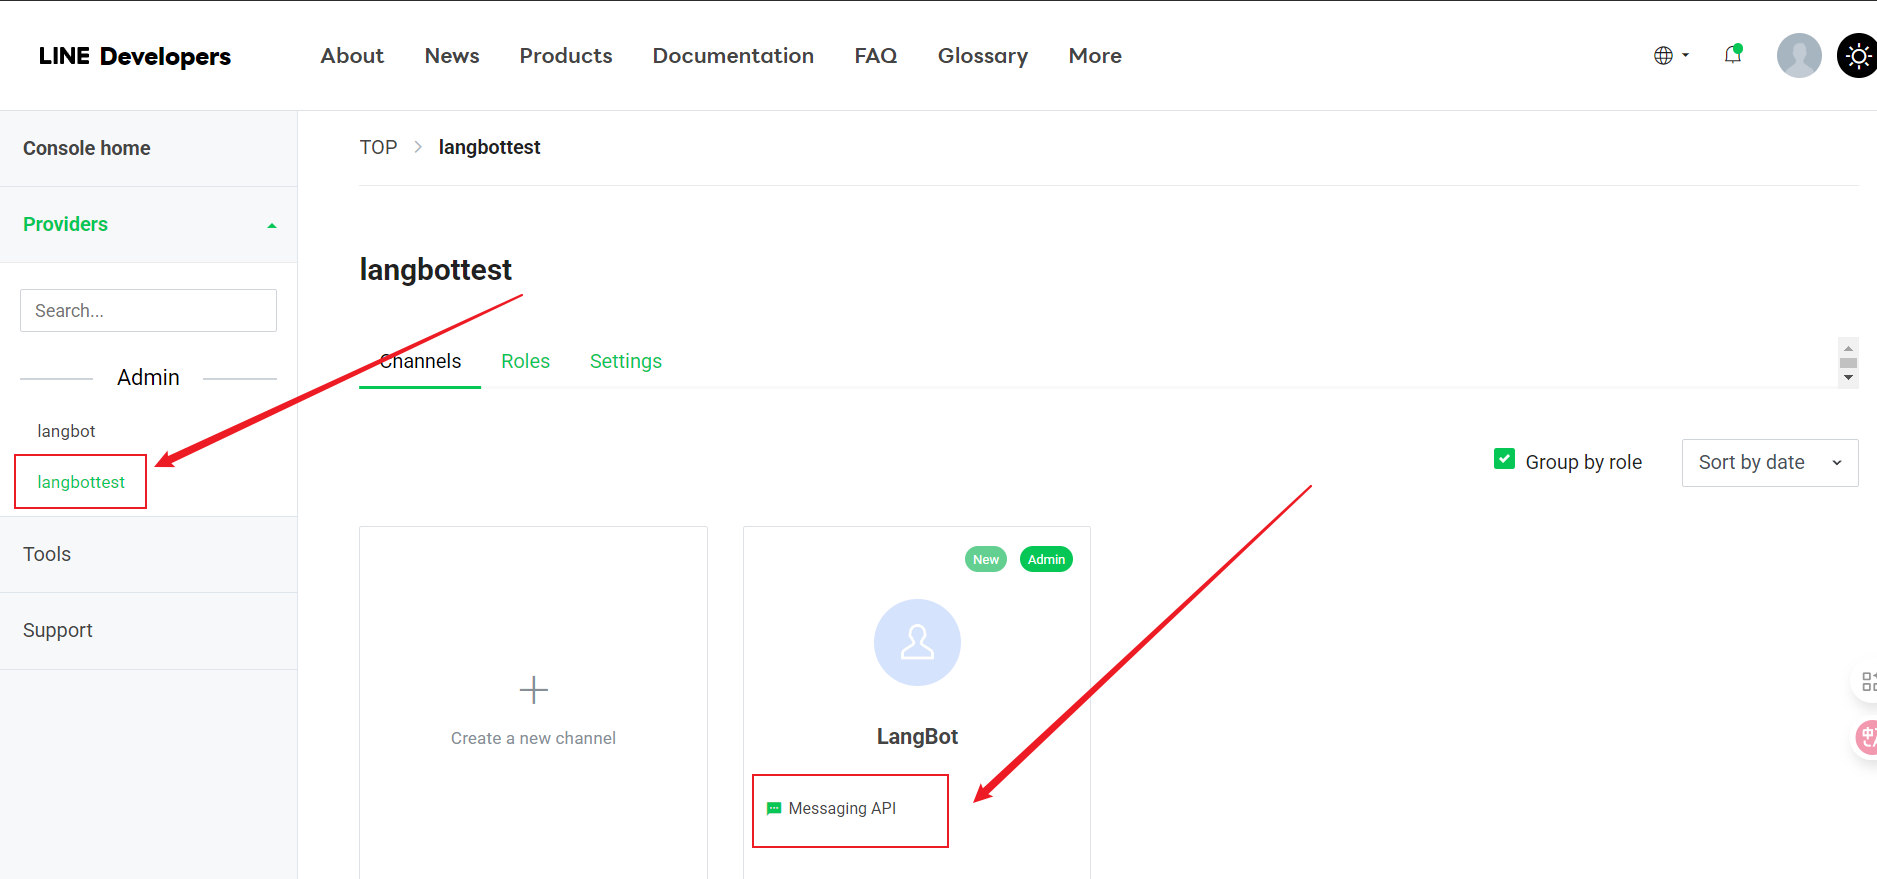 LINE Developers
About News Products Documentation FAQ Glossary More
Console home
Providers
Search...
Admin
langbot
langbottest
Tools
Support
TOP > langbottest
langbottest
Channels Roles Settings
Group by role
Sort by date
Create a new channel
New Admin
LangBot
Messaging API